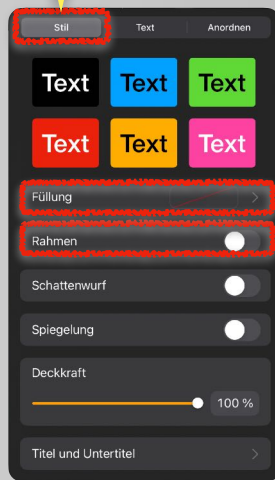 Stil Text Anordnen
Text Text Text
Text Text Text
Füllung
Rahmen
Schattenwurf
Spiegelung
Deckkraft
100 %
Titel und Untertitel